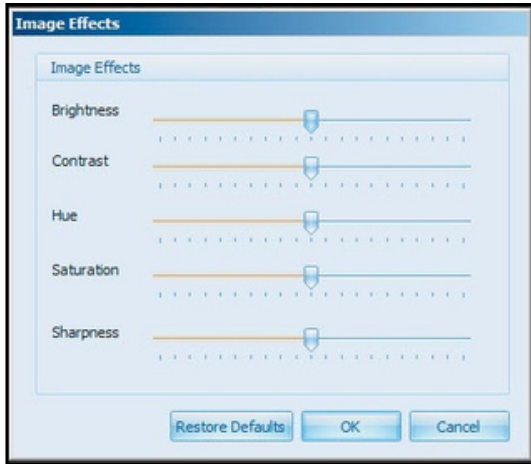 Image Effects
Image Effects
Brightness
Contrast
Hue
Saturation
Sharpness
Restore Defaults OK Cancel